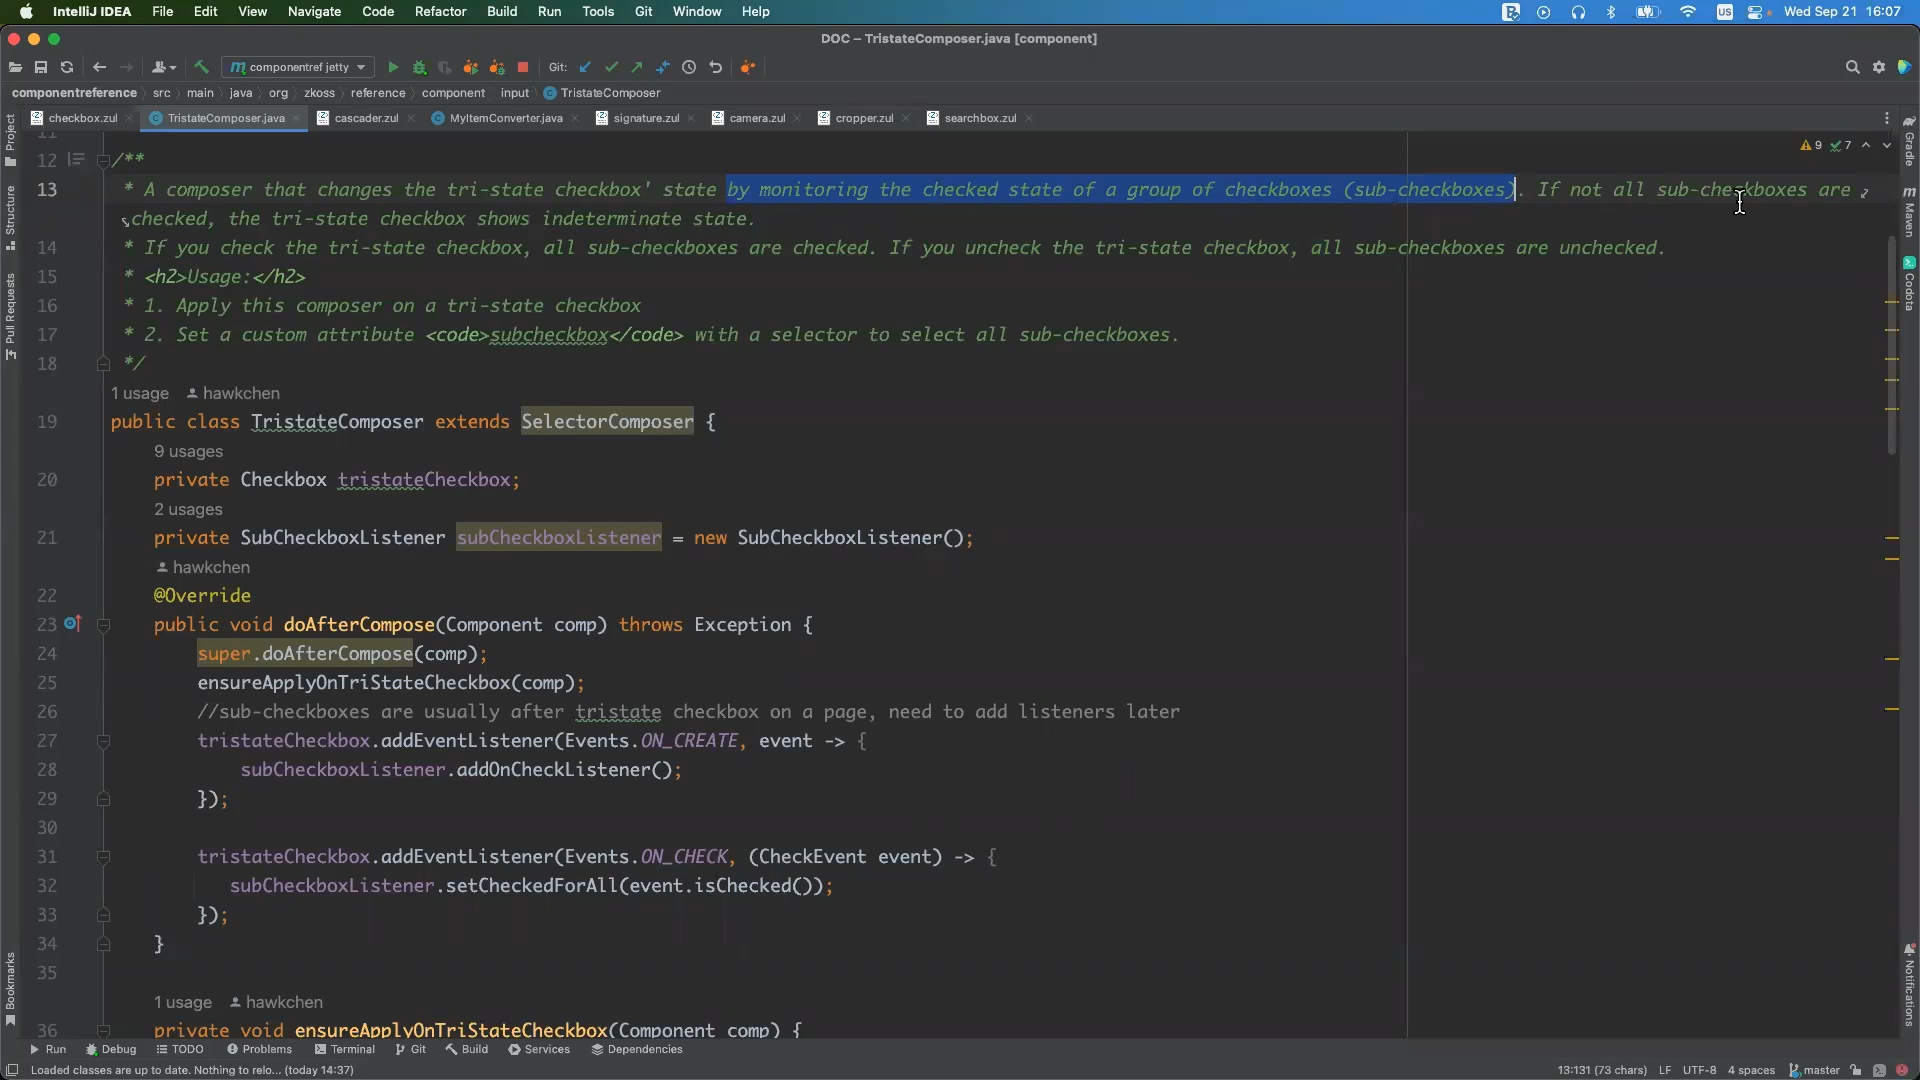 IntelliJ IDEA File Edit View Navigate Code Refactor Build Run Tools Git Window Help US Wed Sep 21 16:07
DOC – TristateComposer.java [component]
componentref jetty Git:
componentreference src main java org zkoss reference component input TristateComposer
checkbox.zul TristateComposer.java cascader.zul MyItemConverter.java signature.zul camera.zul cropper.zul searchbox.zul
Project
Structure
Pull Requests
Bookmarks
Gradle
Maven
Codota
Notifications
9 7
11
12 /**
13 * A composer that changes the tri-state checkbox' state by monitoring the checked state of a group of checkboxes (sub-checkboxes). If not all sub-checkboxes are
checked, the tri-state checkbox shows indeterminate state.
14 * If you check the tri-state checkbox, all sub-checkboxes are checked. If you uncheck the tri-state checkbox, all sub-checkboxes are unchecked.
15 * <h2>Usage:</h2>
16 * 1. Apply this composer on a tri-state checkbox
17 * 2. Set a custom attribute <code>subcheckbox</code> with a selector to select all sub-checkboxes.
18 */
1 usage hawkchen
19 public class TristateComposer extends SelectorComposer {
9 usages
20 private Checkbox tristateCheckbox;
2 usages
21 private SubCheckboxListener subCheckboxListener = new SubCheckboxListener();
hawkchen
22 @Override
23 public void doAfterCompose(Component comp) throws Exception {
24 super.doAfterCompose(comp);
25 ensureApplyOnTriStateCheckbox(comp);
26 //sub-checkboxes are usually after tristate checkbox on a page, need to add listeners later
27 tristateCheckbox.addEventListener(Events.ON_CREATE, event -> {
28 subCheckboxListener.addOnCheckListener();
29 });
30
31 tristateCheckbox.addEventListener(Events.ON_CHECK, (CheckEvent event) -> {
32 subCheckboxListener.setCheckedForAll(event.isChecked());
33 });
34 }
35
1 usage hawkchen
36 private void ensureApplyOnTriStateCheckbox(Component comp) {
Run Debug TODO Problems Terminal Git Build Services Dependencies
Loaded classes are up to date. Nothing to relo... (today 14:37) 13:131 (73 chars) LF UTF-8 4 spaces master